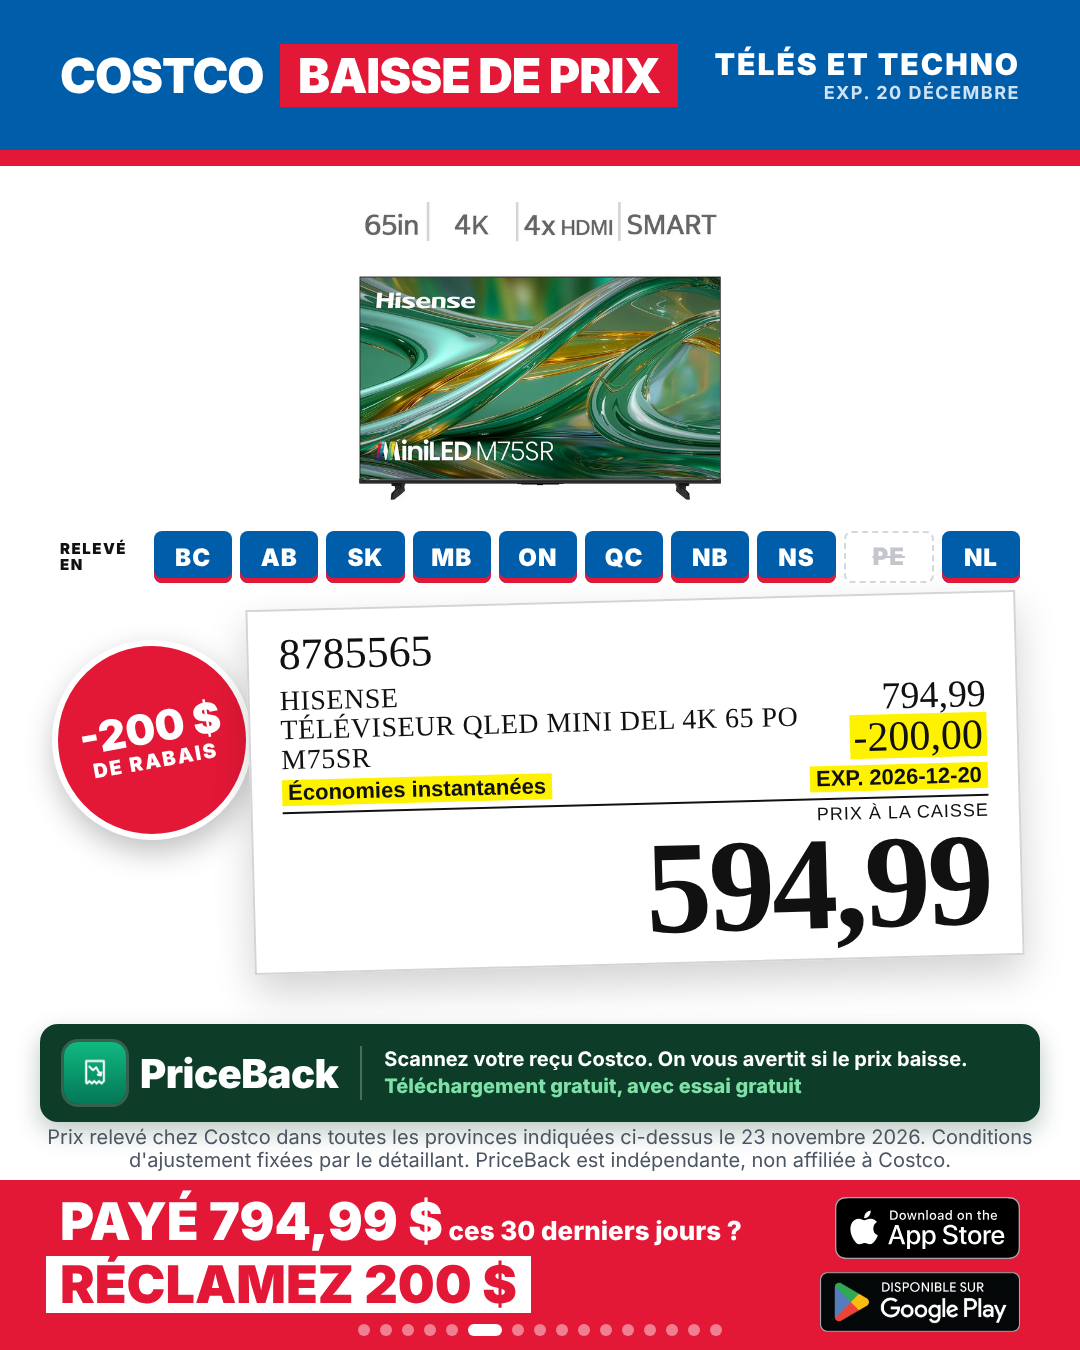 COSTCO BAISSE DE PRIX
TÉLÉS ET TECHNO
EXP. 20 DÉCEMBRE
65in 4K 4x HDMI SMART
Hisense
MiniLED M75SR
RELEVÉ EN
BC AB SK MB ON QC NB NS PE NL
-200 $
DE RABAIS
8785565
HISENSE
TÉLÉVISEUR QLED MINI DEL 4K 65 PO
M75SR
794,99
-200,00
Économies instantanées
EXP. 2026-12-20
PRIX À LA CAISSE
594,99
PriceBack
Scannez votre reçu Costco. On vous avertit si le prix baisse.
Téléchargement gratuit, avec essai gratuit
Prix relevé chez Costco dans toutes les provinces indiquées ci-dessus le 23 novembre 2026. Conditions
d'ajustement fixées par le détaillant. PriceBack est indépendante, non affiliée à Costco.
PAYÉ 794,99 $ ces 30 derniers jours ?
RÉCLAMEZ 200 $
Download on the
App Store
DISPONIBLE SUR
Google Play